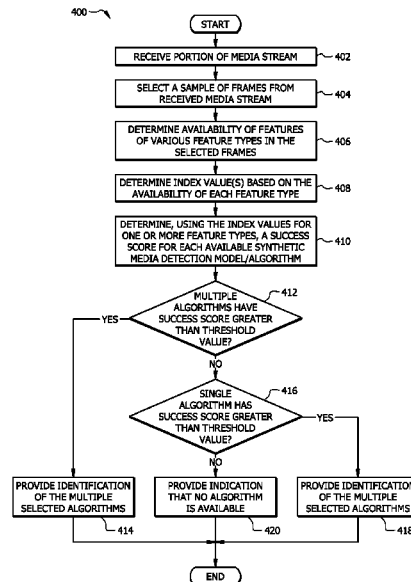 400
START
RECEIVE PORTION OF MEDIA STREAM
402
SELECT A SAMPLE OF FRAMES FROM
RECEIVED MEDIA STREAM
404
DETERMINE AVAILABILITY OF FEATURES
OF VARIOUS FEATURE TYPES IN THE
SELECTED FRAMES
406
DETERMINE INDEX VALUE(S) BASED ON THE
AVAILABILITY OF EACH FEATURE TYPE
408
DETERMINE, USING THE INDEX VALUES FOR
ONE OR MORE FEATURE TYPES, A SUCCESS
SCORE FOR EACH AVAILABLE SYNTHETIC
MEDIA DETECTION MODEL/ALGORITHM
410
412
MULTIPLE
ALGORITHMS HAVE
SUCCESS SCORE GREATER
THAN THRESHOLD
VALUE?
YES
NO
416
SINGLE
ALGORITHM HAS
SUCCESS SCORE GREATER
THAN THRESHOLD
VALUE?
YES
NO
PROVIDE IDENTIFICATION
OF THE MULTIPLE
SELECTED ALGORITHMS
414
PROVIDE INDICATION
THAT NO ALGORITHM
IS AVAILABLE
420
PROVIDE IDENTIFICATION
OF THE MULTIPLE
SELECTED ALGORITHMS
418
END